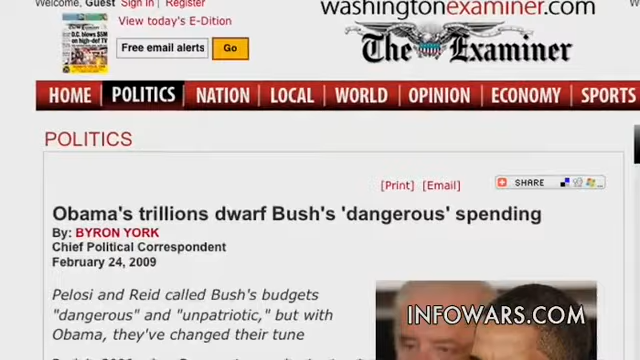 Welcome, Guest Sign In | Register
washingtonexaminer.com
View today's E-Dition
Free email alerts Go
The Examiner
HOME | POLITICS | NATION | LOCAL | WORLD | OPINION | ECONOMY | SPORTS
POLITICS
[Print] [Email] SHARE
Obama's trillions dwarf Bush's 'dangerous' spending
By: BYRON YORK
Chief Political Correspondent
February 24, 2009
Pelosi and Reid called Bush's budgets
"dangerous" and "unpatriotic," but with
Obama, they've changed their tune
INFOWARS.COM